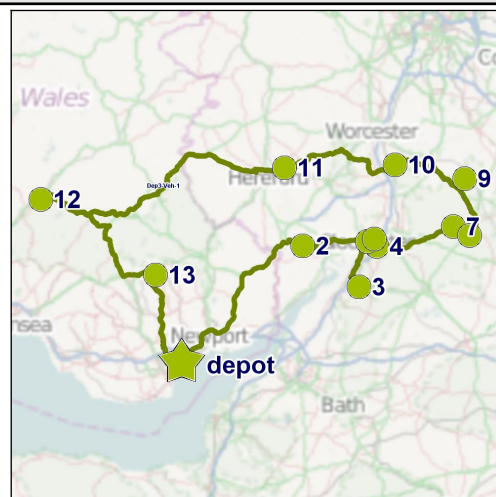 Co
Wales
Worcester
Dep3-Veh-1
Hereford
11
10
9
12
2
4
7
13
3
nsea
Newport
depot
Bath